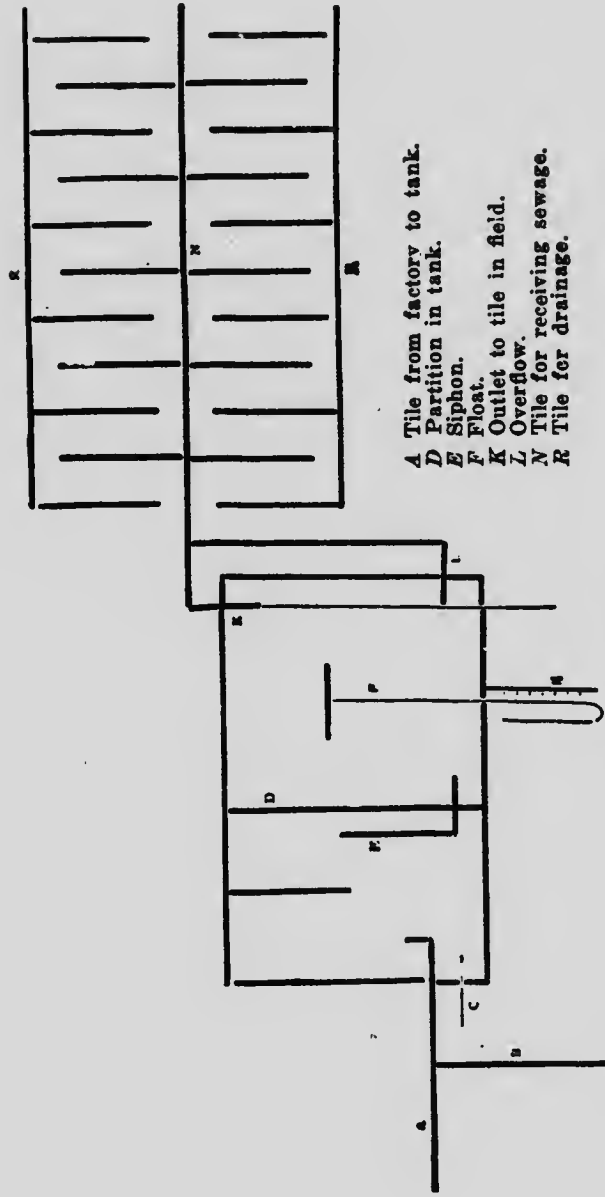 R
N
R
K
L
F
H
D
E
C
B
A
A Tile from factory to tank.
D Partition in tank.
E Siphon.
F Float.
K Outlet to tile in field.
L Overflow.
N Tile for receiving sewage.
R Tile for drainage.